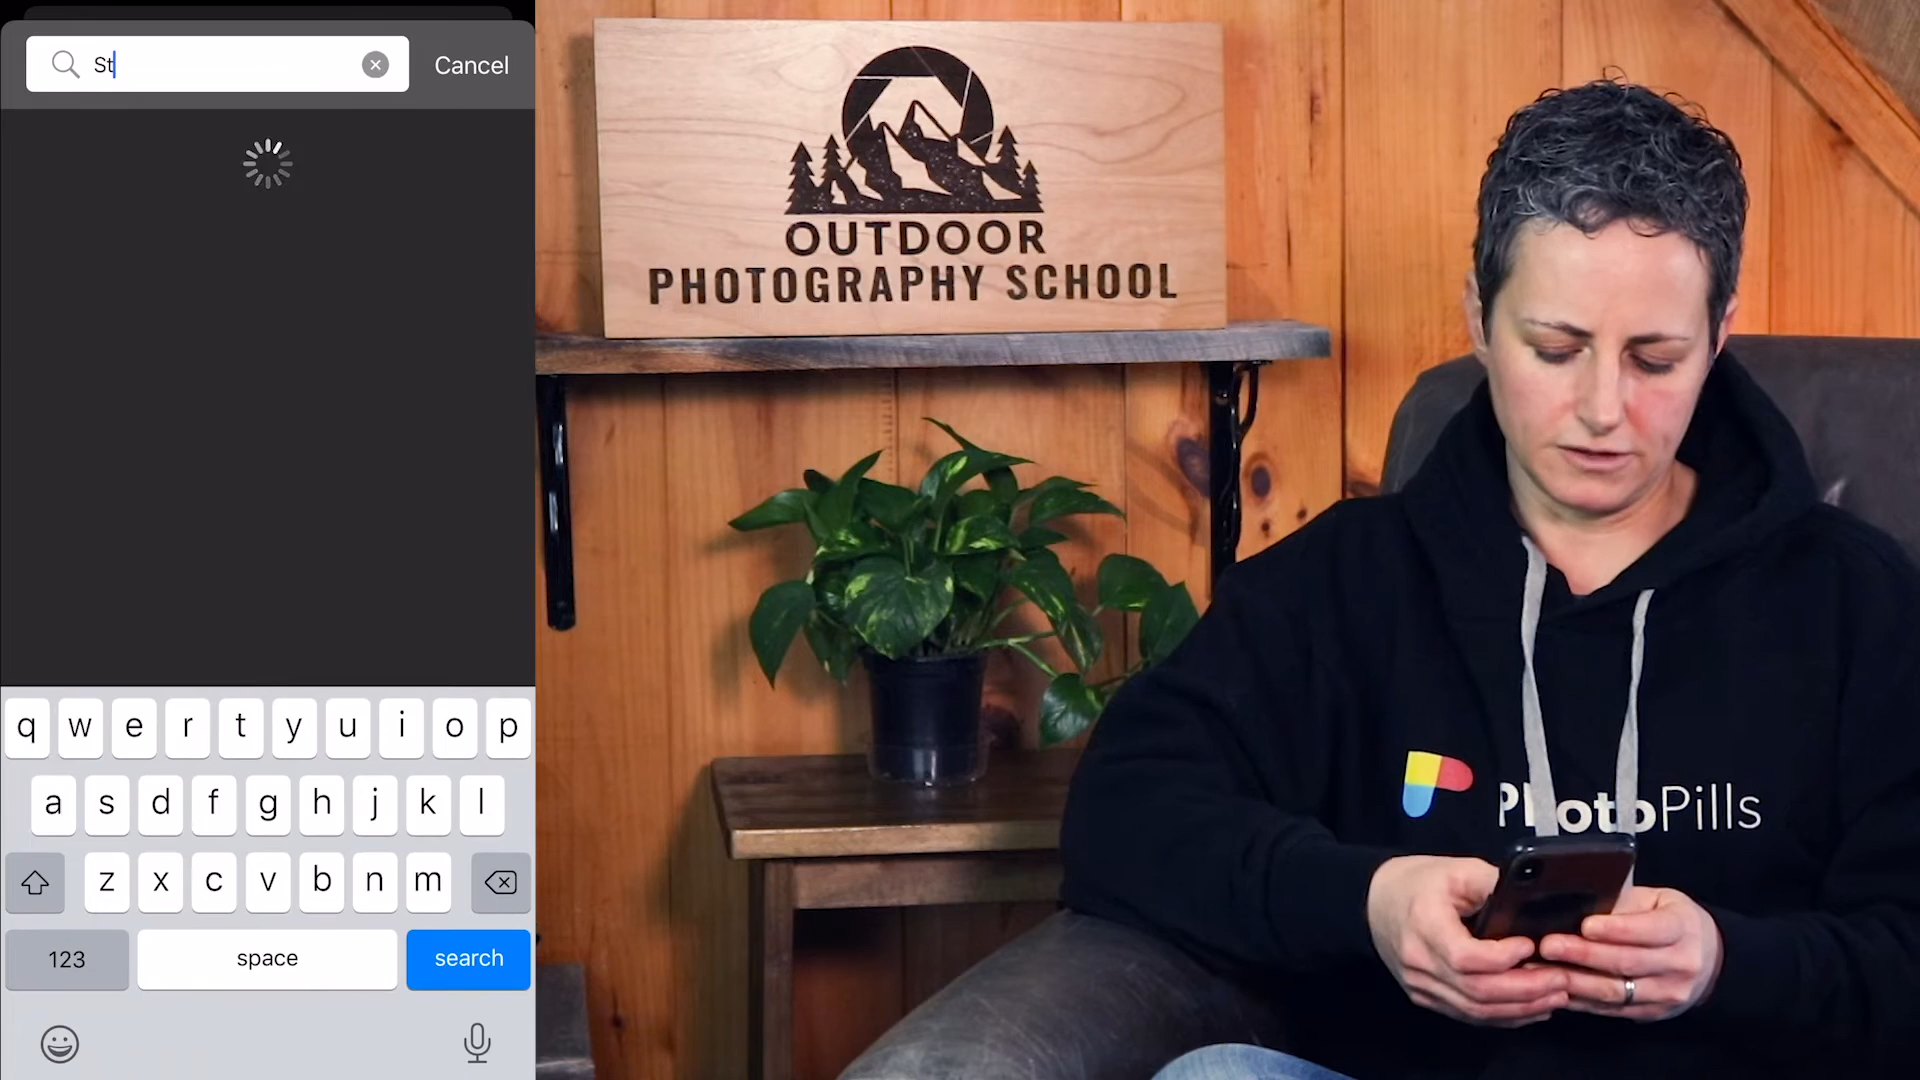 St
Cancel
OUTDOOR
PHOTOGRAPHY SCHOOL
q w e r t y u i o p
a s d f g h j k l
z x c v b n m
123 space search
PhotoPills